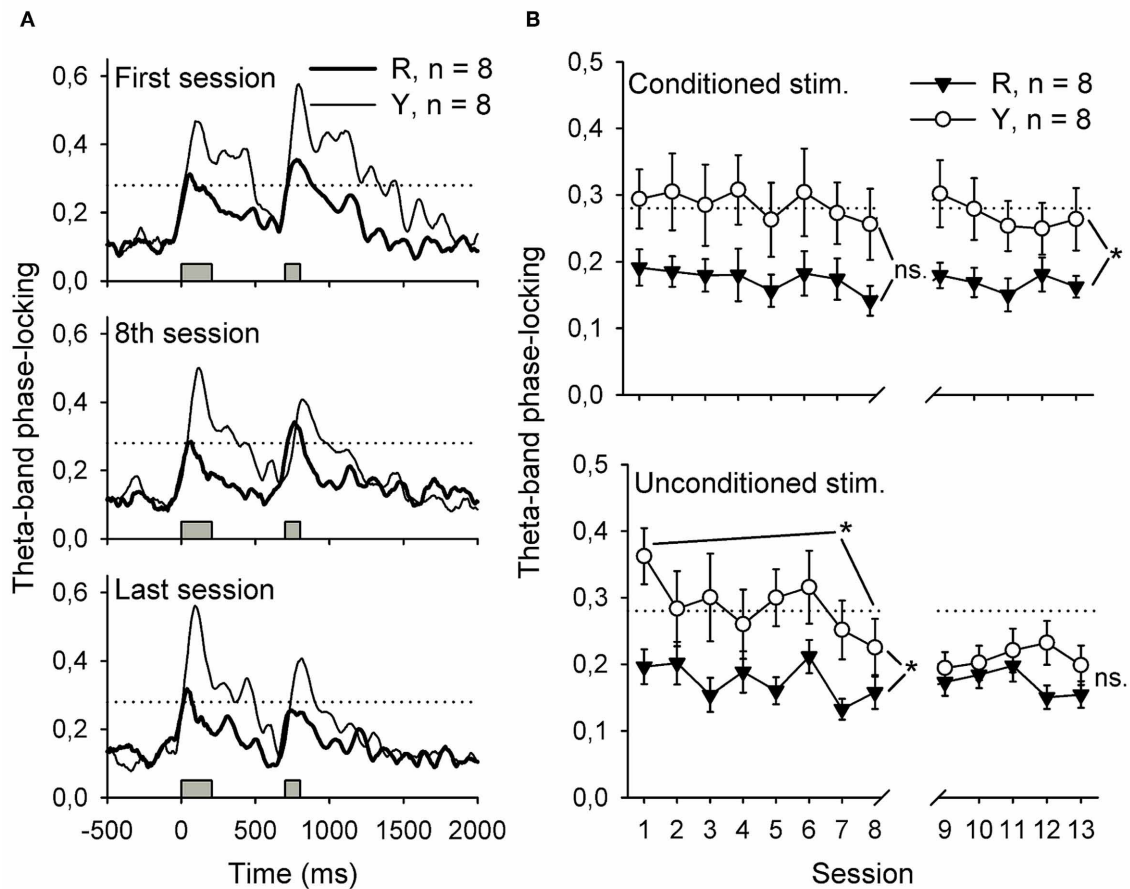 A
Theta-band phase-locking
First session
R, n = 8
Y, n = 8
0,6
0,4
0,2
0,0
8th session
0,6
0,4
0,2
0,0
Last session
0,6
0,4
0,2
0,0
-500 0 500 1000 1500 2000
Time (ms)
B
Theta-band phase-locking
Conditioned stim.
R, n = 8
Y, n = 8
0,5
0,4
0,3
0,2
0,1
0,0
ns.
*
Unconditioned stim.
0,5
0,4
0,3
0,2
0,1
0,0
*
*
ns.
1 2 3 4 5 6 7 8 9 10 11 12 13
Session